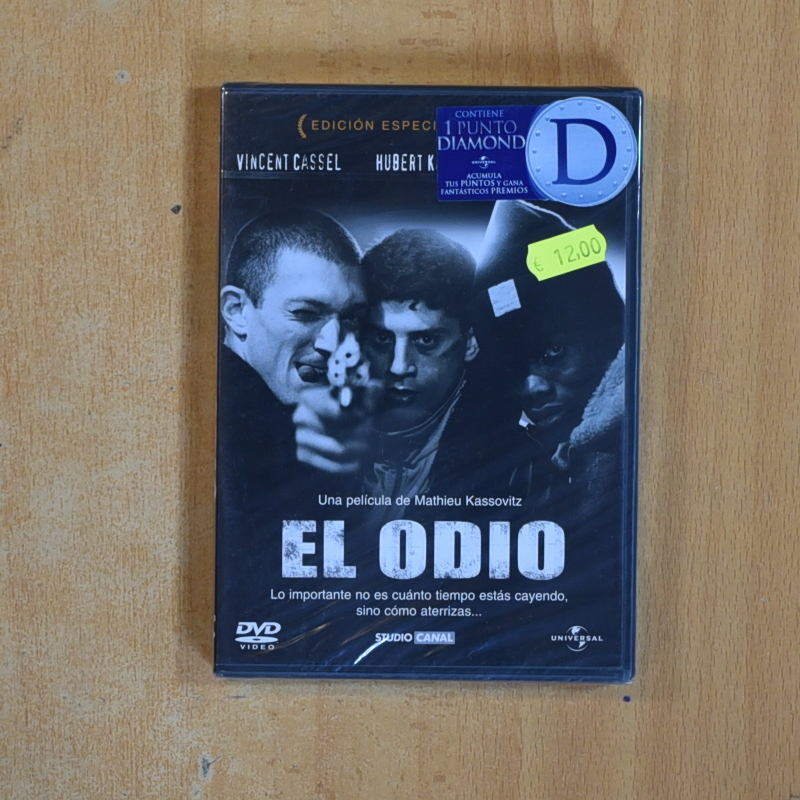 EDICIÓN ESPECI
CONTIENE
1 PUNTO
DIAMOND
UNIVERSAL
ACUMULA
TUS PUNTOS Y GANA
FANTÁSTICOS PREMIOS
D
VINCENT CASSEL HUBERT K
€ 12,00
Una película de Mathieu Kassovitz
EL ODIO
Lo importante no es cuánto tiempo estás cayendo,
sino cómo aterrizas...
DVD
VIDEO
STUDIO CANAL
UNIVERSAL